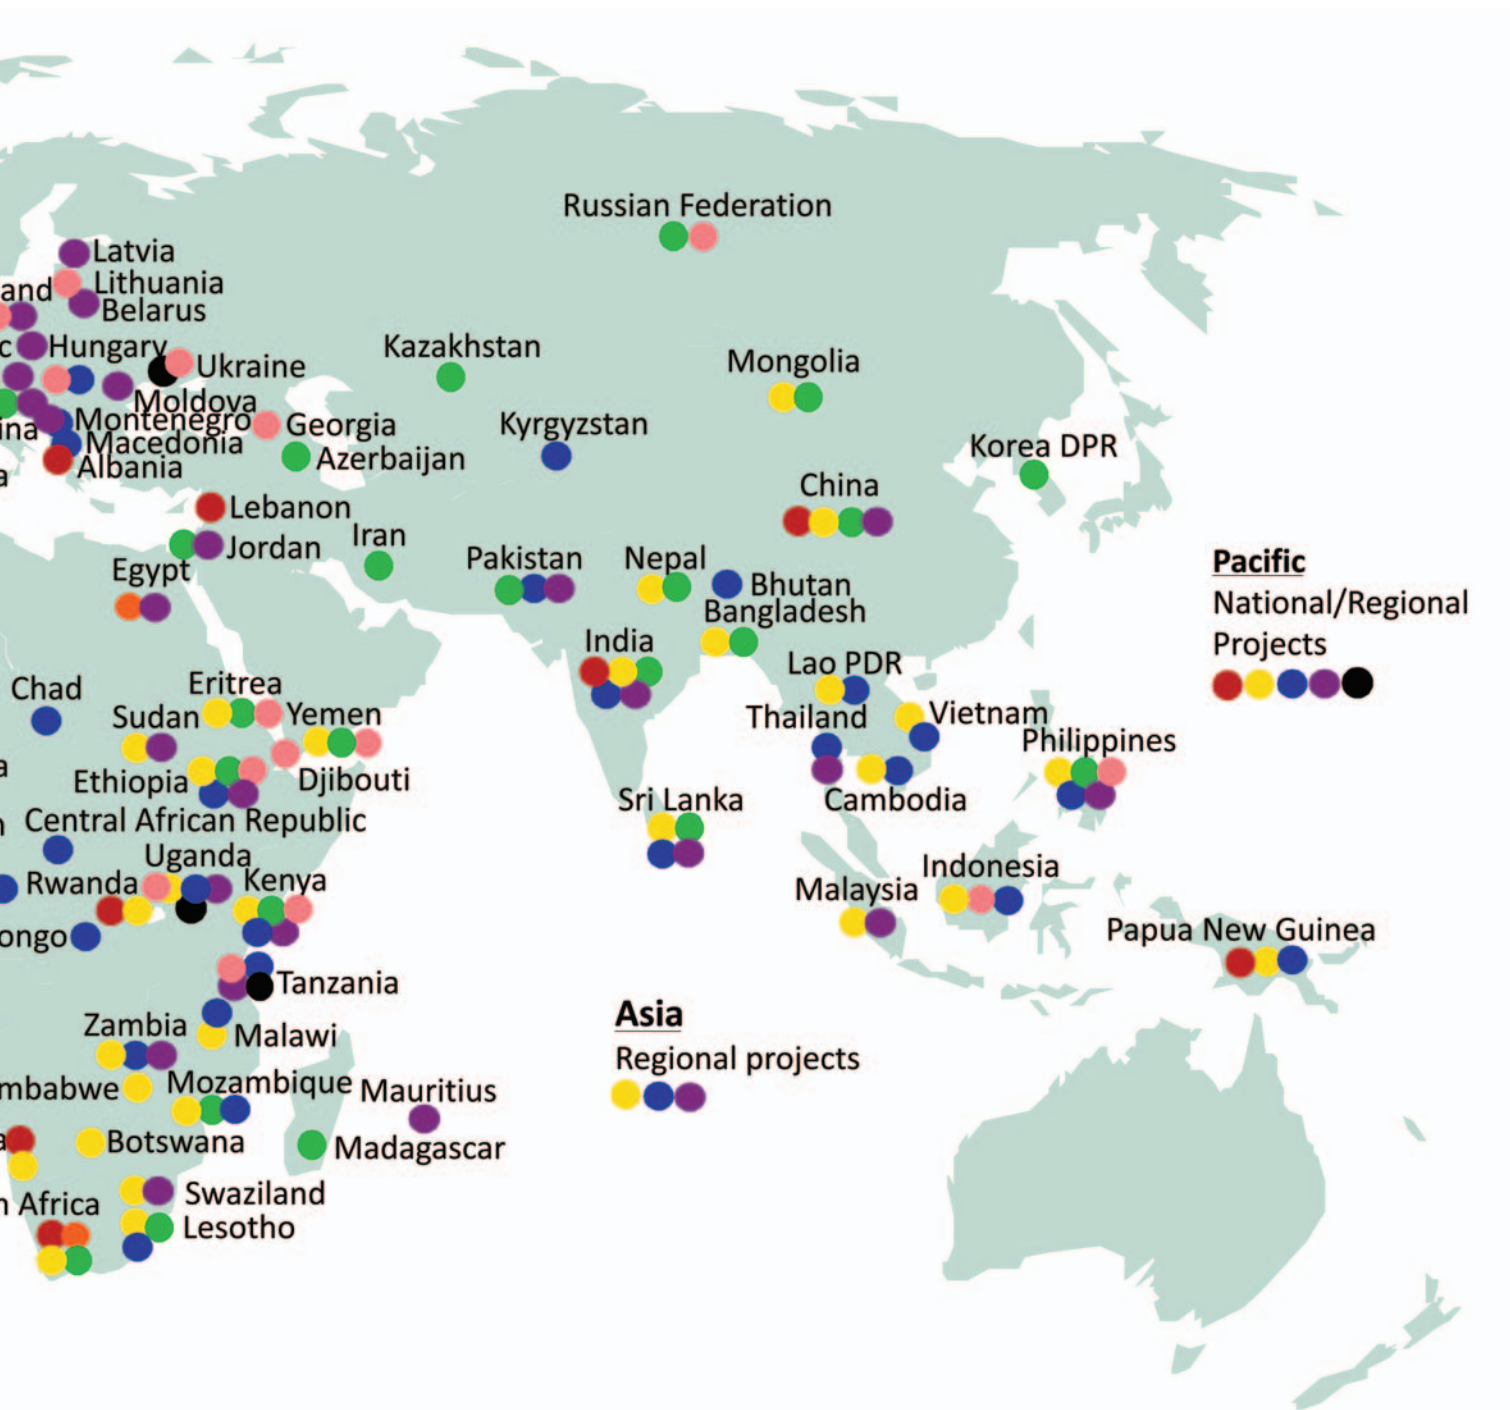 Russian Federation
Latvia
Lithuania
and
Belarus
c
Hungary
Ukraine
Kazakhstan
Mongolia
Moldova
Montenegro
Georgia
Kyrgyzstan
ina
Macedonia
Azerbaijan
Korea DPR
Albania
a
China
Lebanon
Jordan
Iran
Egypt
Pakistan
Nepal
Bhutan
Bangladesh
India
Pacific
National/Regional
Projects
Lao PDR
Chad
Eritrea
Sudan
Yemen
Thailand
Vietnam
Philippines
a
Ethiopia
Djibouti
Sri Lanka
Cambodia
n
Central African Republic
Uganda
Rwanda
Kenya
Malaysia
Indonesia
ongo
Papua New Guinea
Tanzania
Asia
Regional projects
Zambia
Malawi
mbabwe
Mozambique
Mauritius
a
Botswana
Madagascar
Swaziland
h Africa
Lesotho